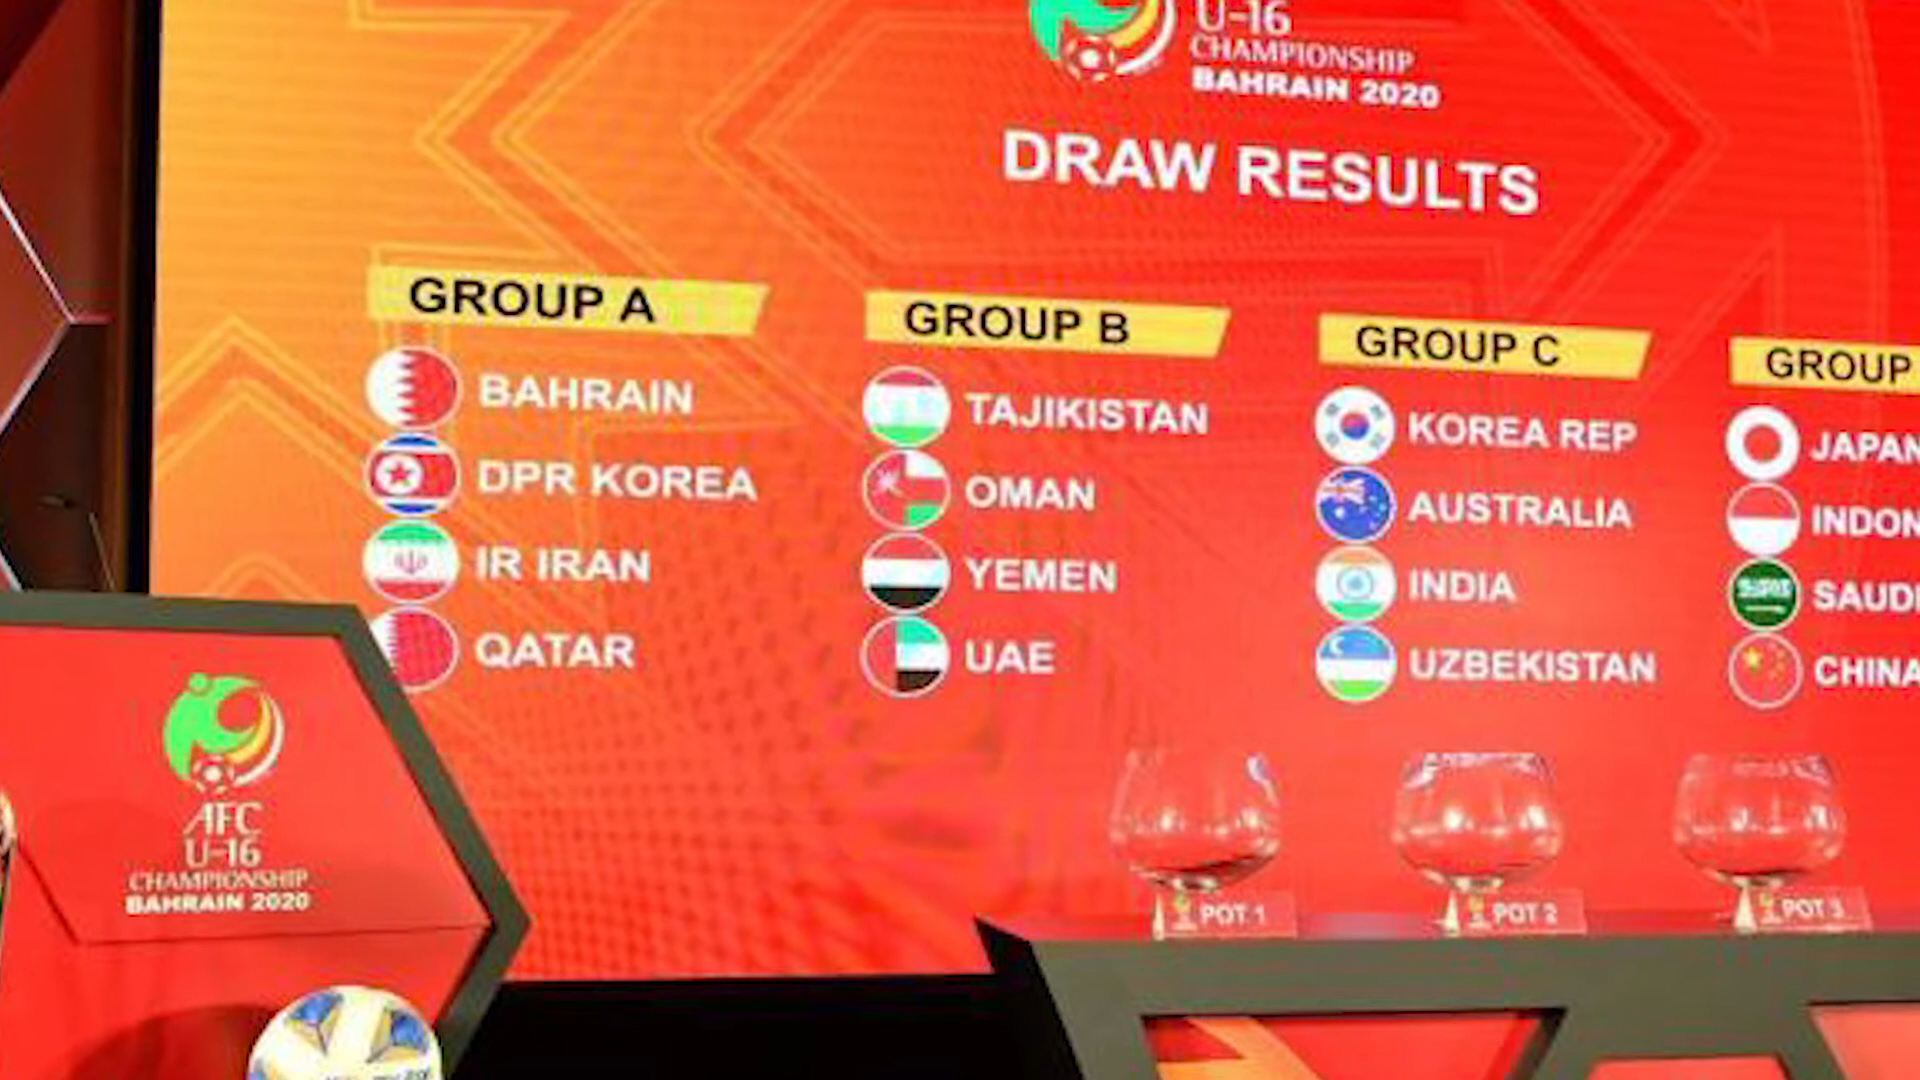 U-16
CHAMPIONSHIP
BAHRAIN 2020
DRAW RESULTS
GROUP A
BAHRAIN
DPR KOREA
IR IRAN
QATAR
GROUP B
TAJIKISTAN
OMAN
YEMEN
UAE
GROUP C
KOREA REP
AUSTRALIA
INDIA
UZBEKISTAN
GROUP
JAPAN
INDON
SAUDI
CHINA
AFC
U-16
CHAMPIONSHIP
BAHRAIN 2020
POT 1
POT 2
POT 3